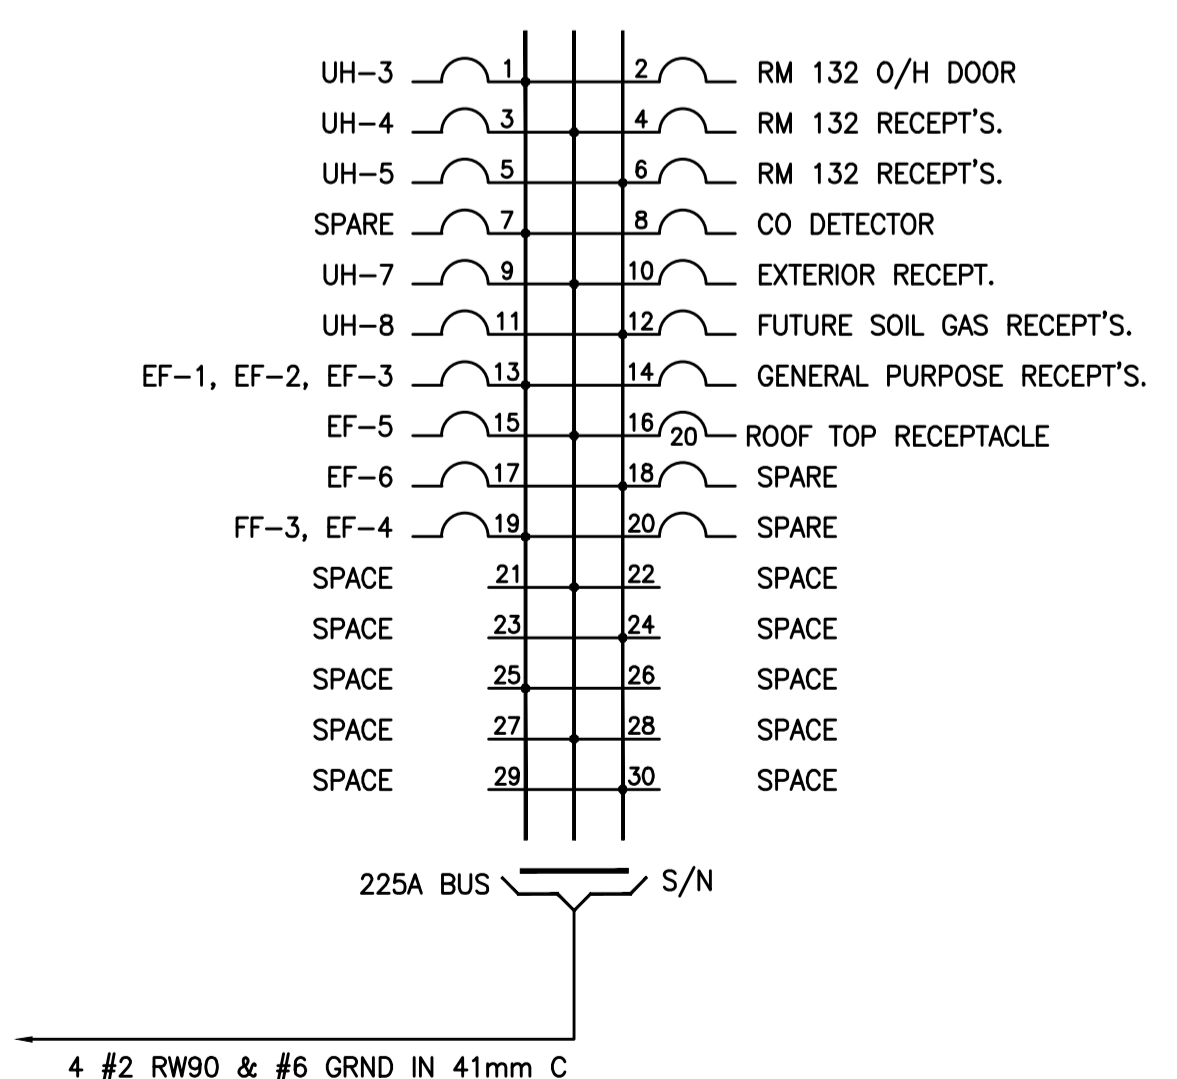 UH-3 1 2 RM 132 O/H DOOR
UH-4 3 4 RM 132 RECEPT'S.
UH-5 5 6 RM 132 RECEPT'S.
SPARE 7 8 CO DETECTOR
UH-7 9 10 EXTERIOR RECEPT.
UH-8 11 12 FUTURE SOIL GAS RECEPT'S.
EF-1, EF-2, EF-3 13 14 GENERAL PURPOSE RECEPT'S.
EF-5 15 16 20 ROOF TOP RECEPTACLE
EF-6 17 18 SPARE
FF-3, EF-4 19 20 SPARE
SPACE 21 22 SPACE
SPACE 23 24 SPACE
SPACE 25 26 SPACE
SPACE 27 28 SPACE
SPACE 29 30 SPACE
225A BUS S/N
4 #2 RW90 & #6 GRND IN 41mm C